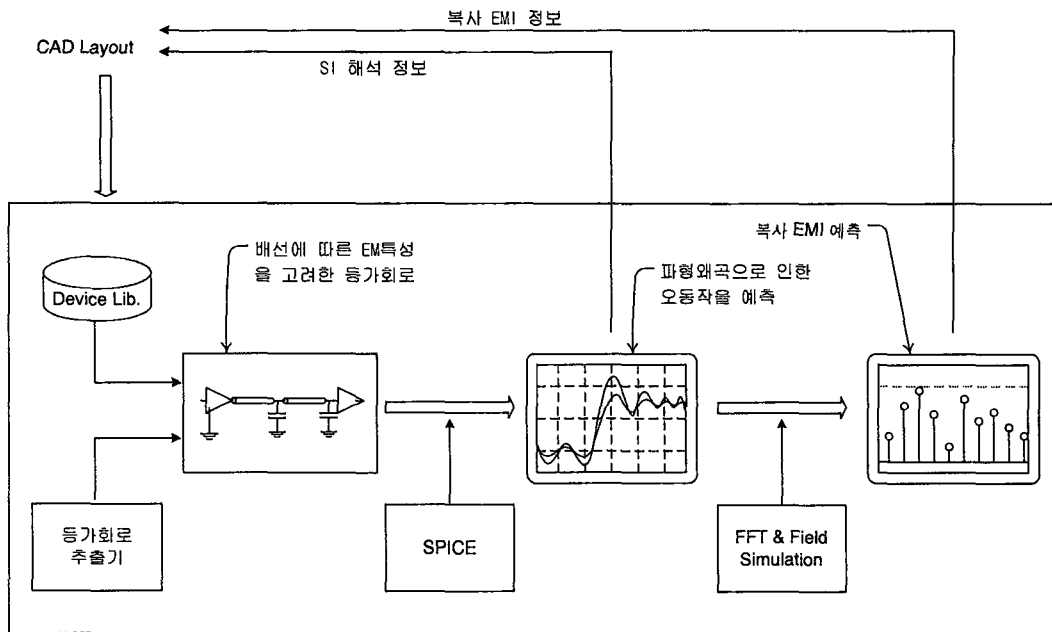 복사 EMI 정보
CAD Layout
SI 해석 정보
배선에 따른 EM특성
을 고려한 등가회로
복사 EMI 예측
파형왜곡으로 인한
오동작을 예측
Device Lib.
등가회로
추출기
SPICE
FFT & Field
Simulation